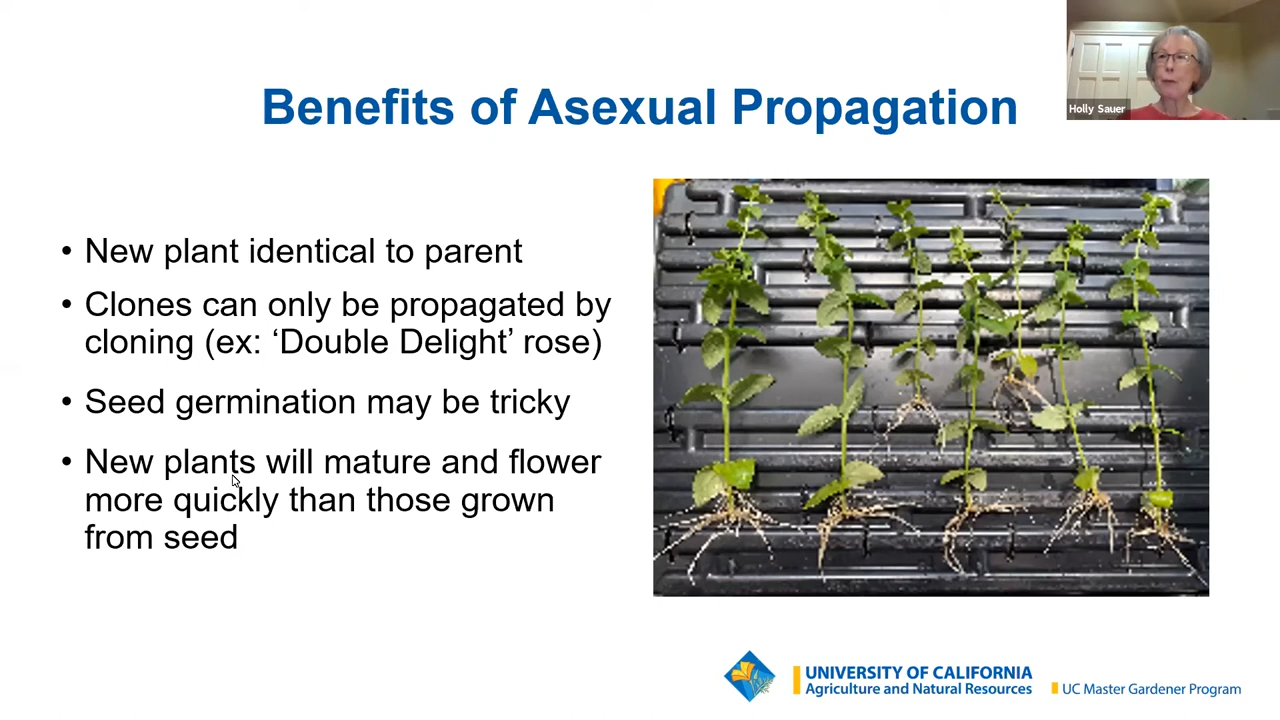 Benefits of Asexual Propagation
Holly Sauer
• New plant identical to parent
• Clones can only be propagated by
cloning (ex: ‘Double Delight’ rose)
• Seed germination may be tricky
• New plants will mature and flower
more quickly than those grown
from seed
UNIVERSITY OF CALIFORNIA
Agriculture and Natural Resources
UC Master Gardener Program